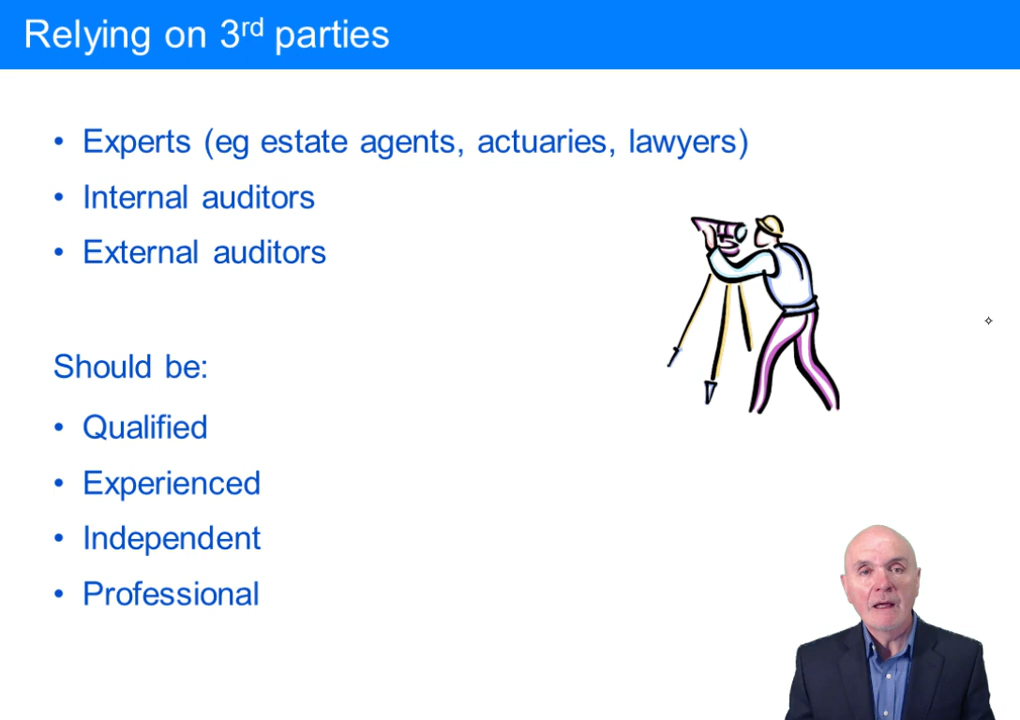 Relying on 3rd parties
• Experts (eg estate agents, actuaries, lawyers)
• Internal auditors
• External auditors
Should be:
• Qualified
• Experienced
• Independent
• Professional